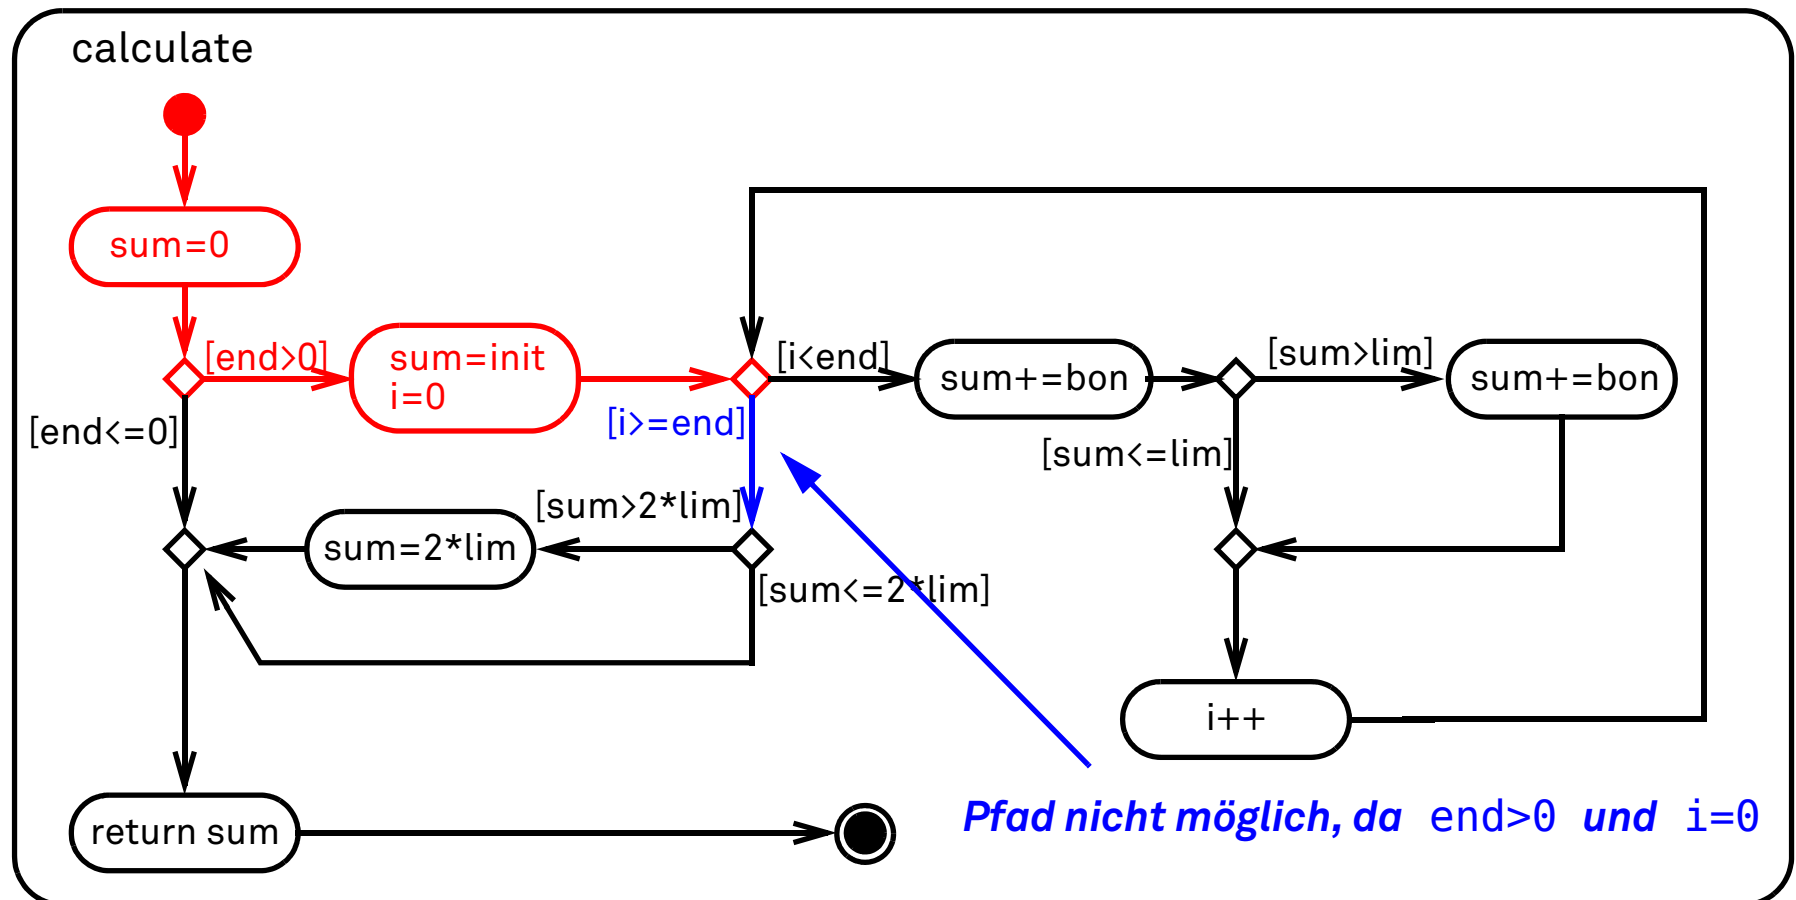 calculate
sum=0
[end>0]
sum=init
i=0
[i<end]
sum+=bon
[sum>lim]
sum+=bon
[end<=0]
[i>=end]
[sum<=lim]
[sum>2*lim]
sum=2*lim
[sum<=2*lim]
i++
return sum
Pfad nicht möglich, da end>0 und i=0